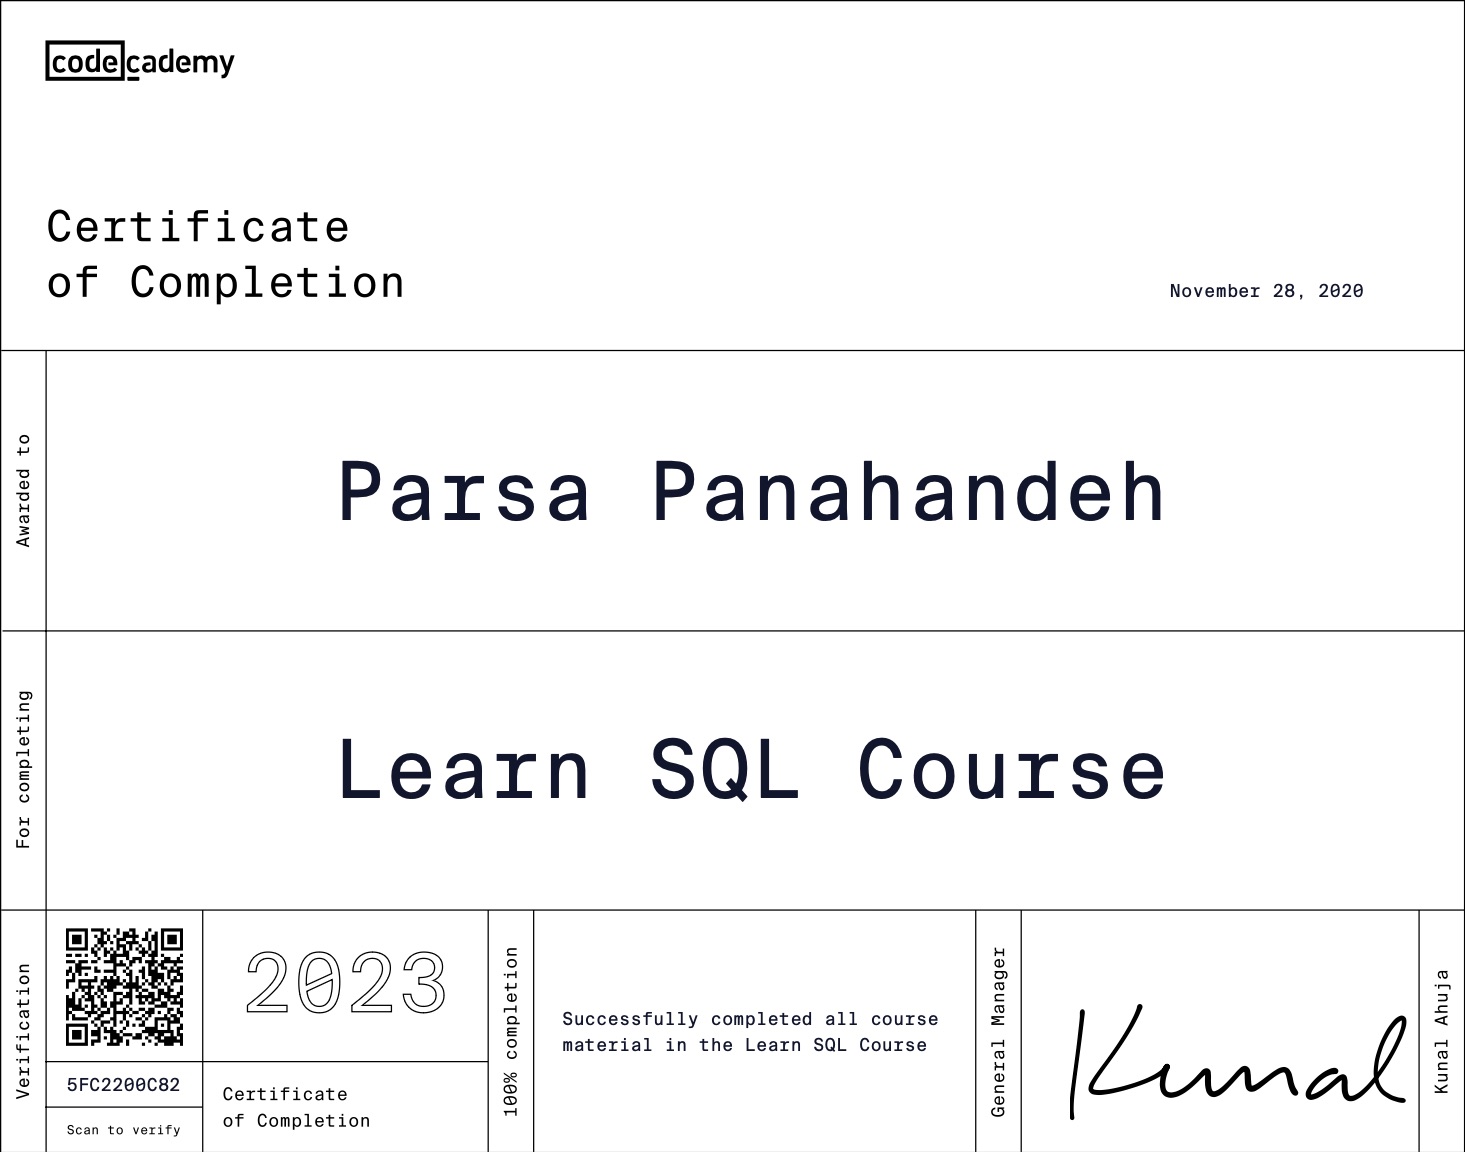 codecademy
Certificate
of Completion
November 28, 2020
Awarded to
Parsa Panahandeh
For completing
Learn SQL Course
Verification
5FC2200C82
Scan to verify
2023
Certificate
of Completion
100% completion
Successfully completed all course
material in the Learn SQL Course
General Manager
Kunal
Kunal Ahuja